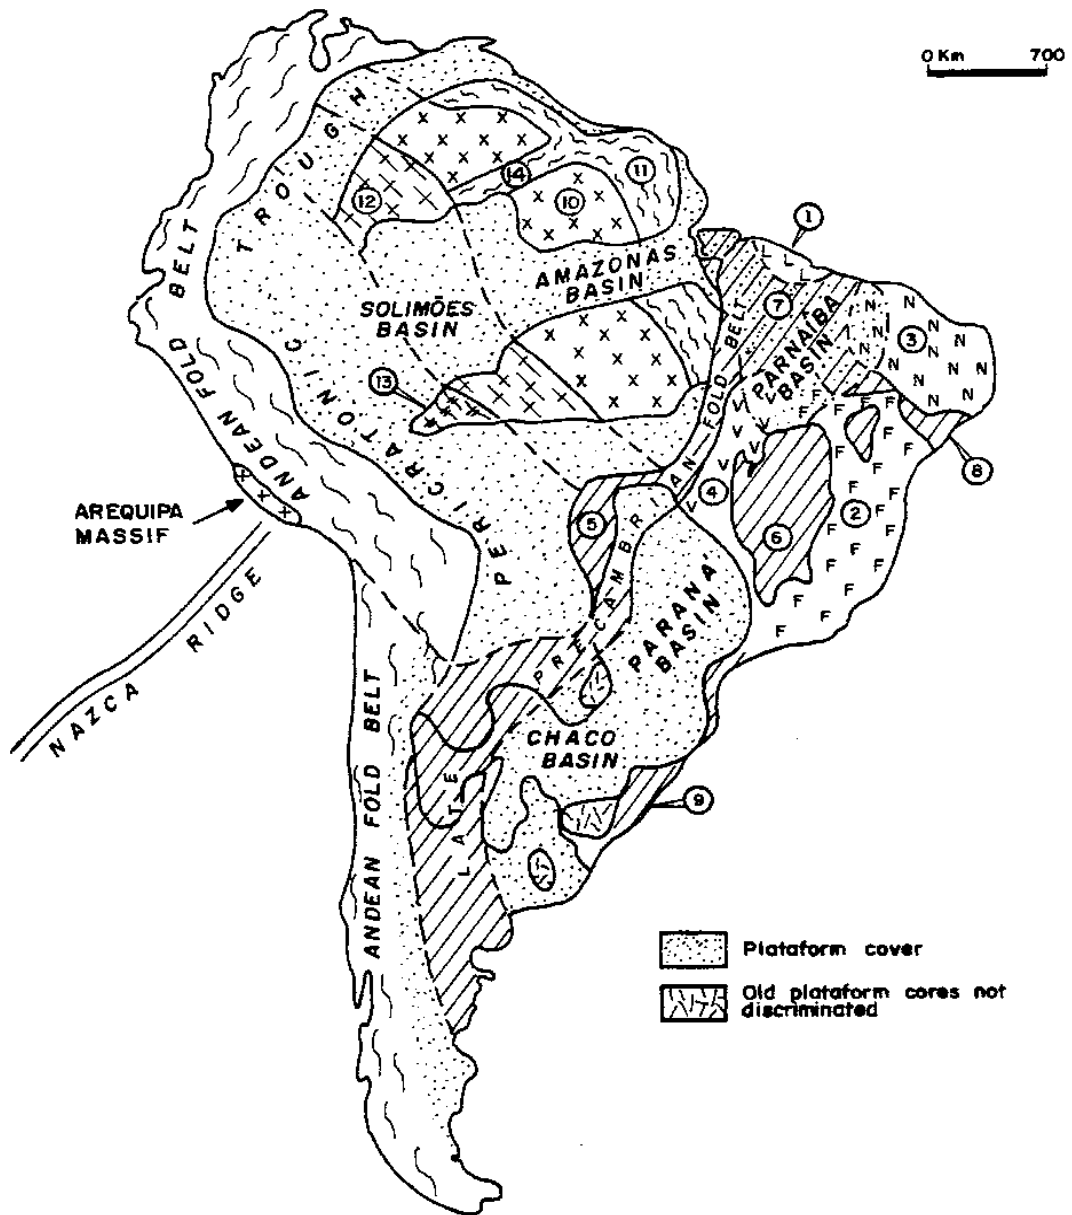 0 Km 700
TROUGH
14
11
12
10
1
AMAZONAS
BASIN
SOLIMÕES
BASIN
7
PARNAÍBA
BASIN
3
ANDEAN FOLD BELT
13
PERICRATONIC
LATE PRECAMBRIAN FOLD BELT
8
4
2
5
6
AREQUIPA
MASSIF
PARANÁ
BASIN
NAZCA RIDGE
CHACO
BASIN
9
ANDEAN FOLD BELT
Plataform cover
Old plataform cores not
discriminated